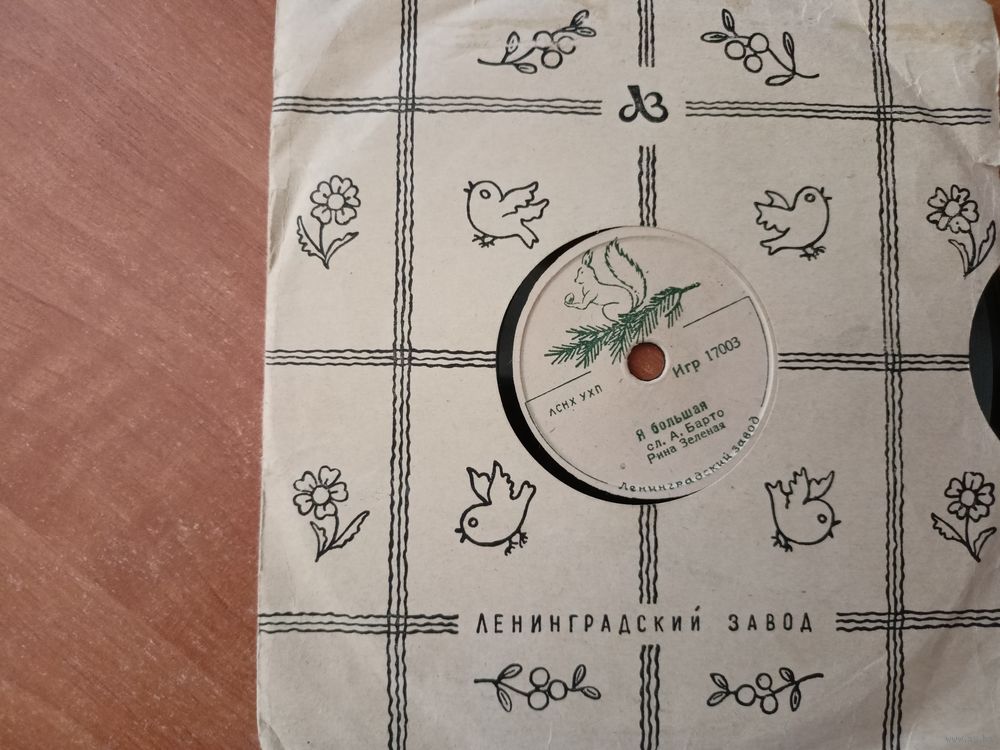 ЛЗ
Игр 17003
ЛСНХ УХП
Я большая
сл. А. Барто
Рина Зеленая
Ленинградский завод
ЛЕНИНГРАДСКИЙ ЗАВОД